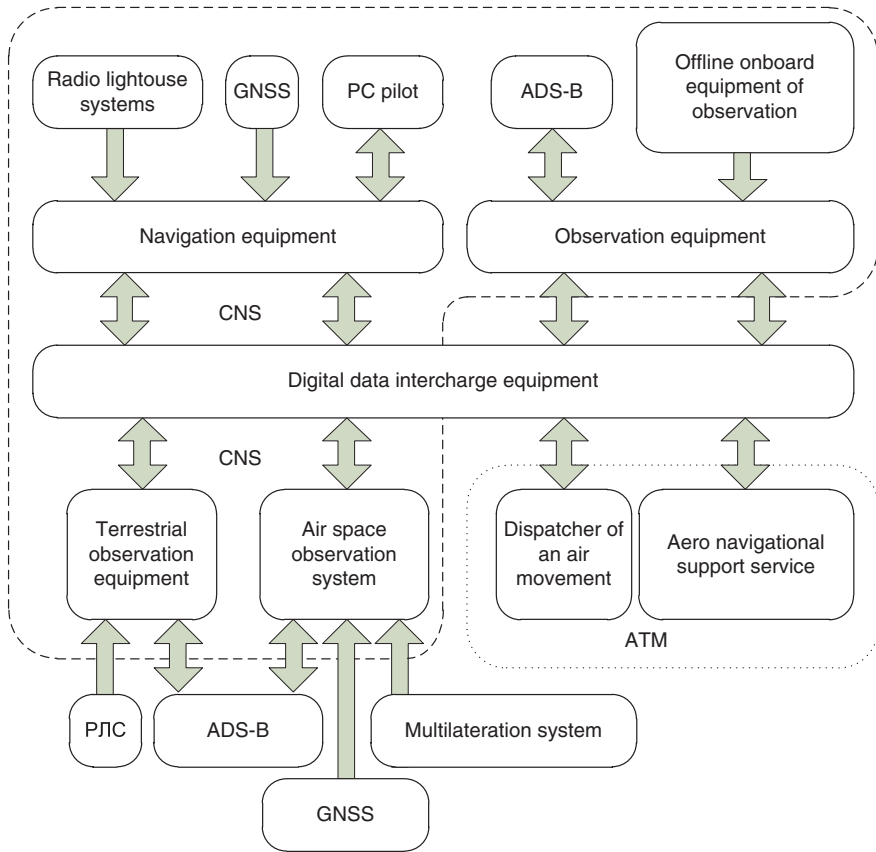 Radio lightouse
systems
GNSS
PC pilot
ADS-B
Offline onboard
equipment of
observation
Navigation equipment
Observation equipment
CNS
Digital data intercharge equipment
CNS
Terrestrial
observation
equipment
Air space
observation
system
Dispatcher of
an air
movement
Aero navigational
support service
ATM
РЛС
ADS-B
Multilateration system
GNSS